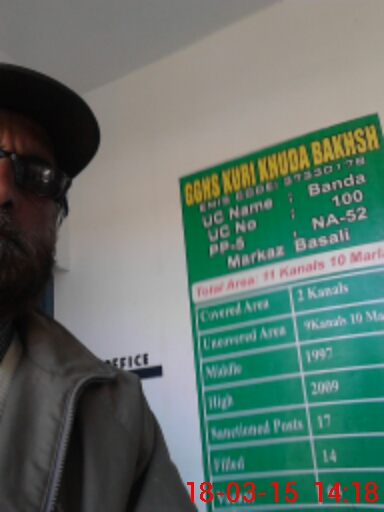 GGHS KURI KHUDA BAKHSH
EMIS CODE: 37330178
UC Name : Banda
UC No : 100
PP-5 , NA-52
Markaz Basali
Total Area: 11 Kanals 10 Marla
Covered Area 2 Kanals
Uncovered Area 9Kanals 10 Ma
Middle 1997
High 2009
Sanctioned Posts 17
Filled 14
OFFICE
18-03-15 14:18